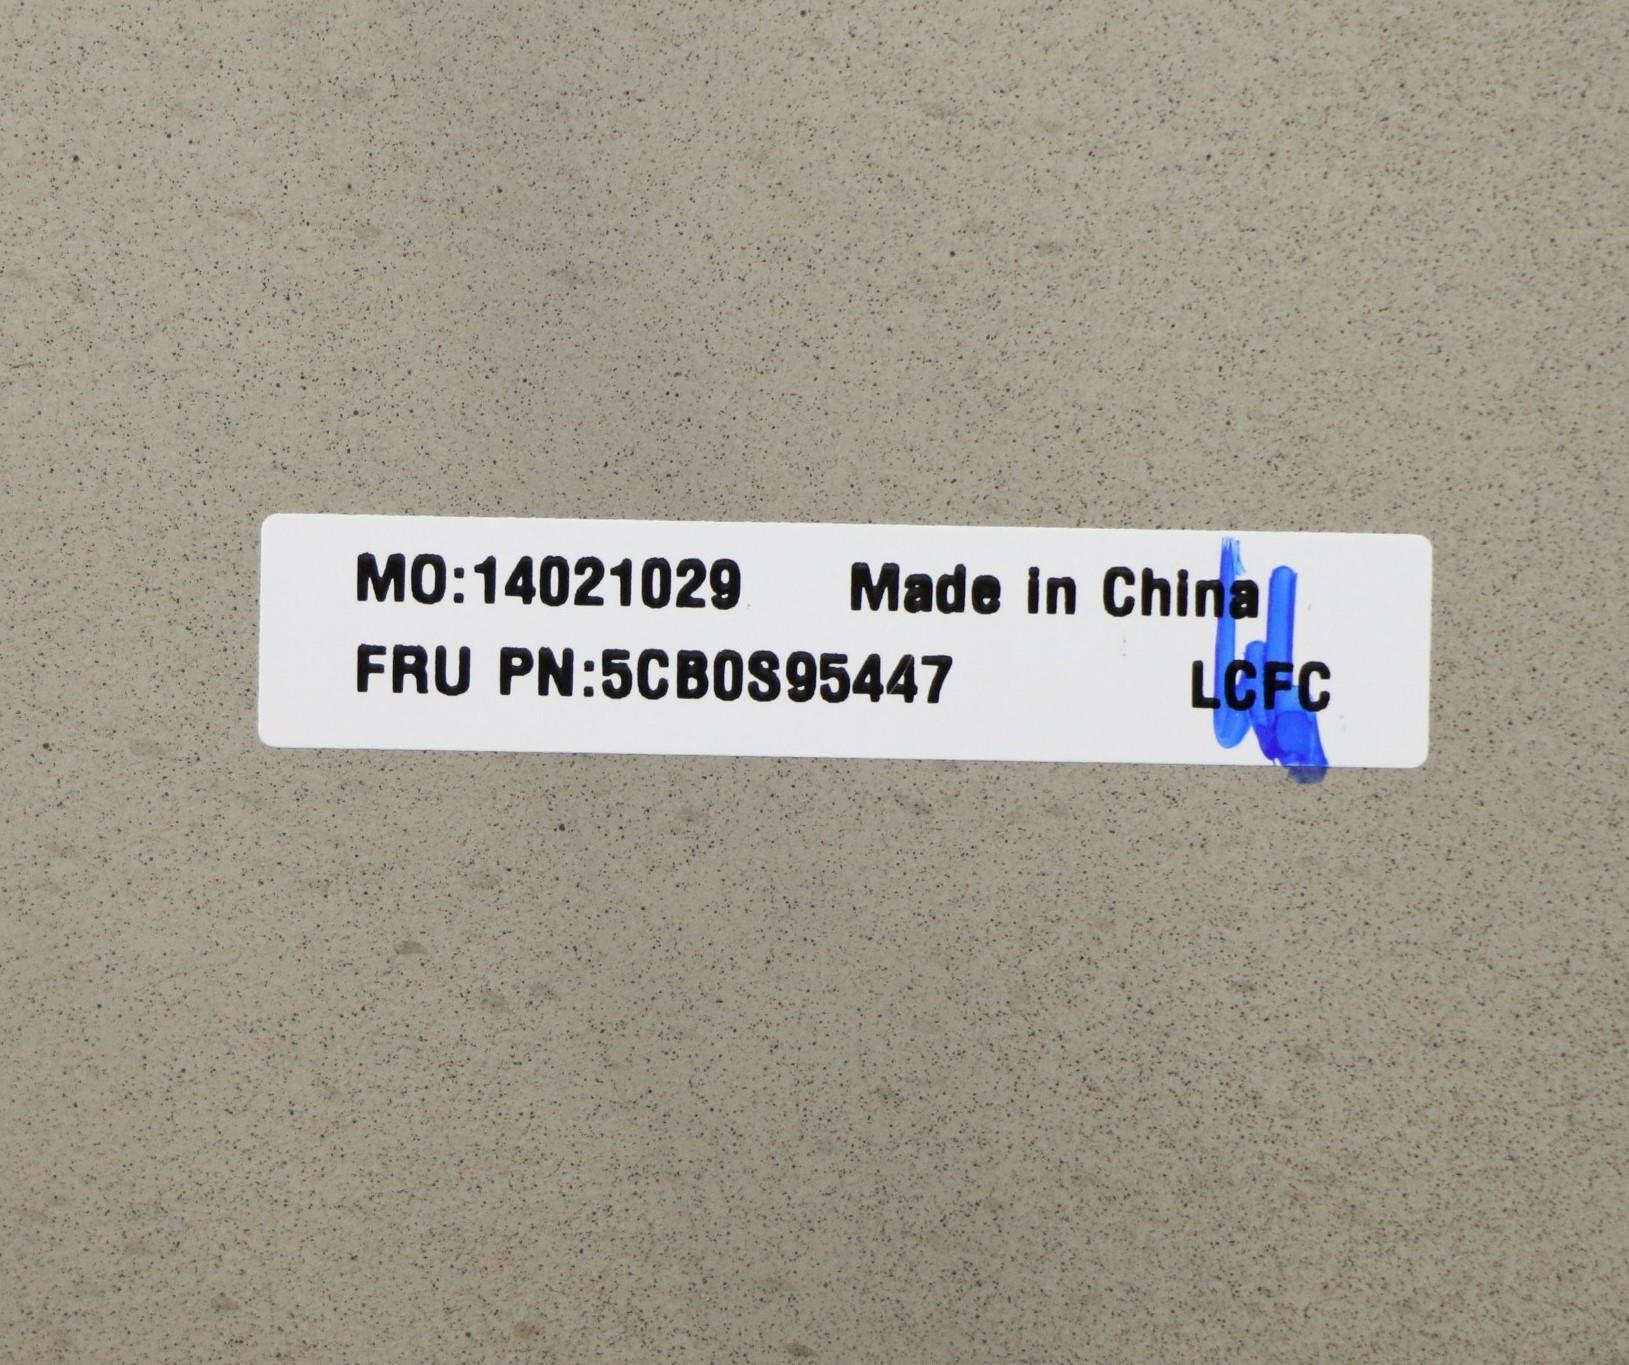 MO:14021029 Made in China
FRU PN:5CB0S95447 LCFC